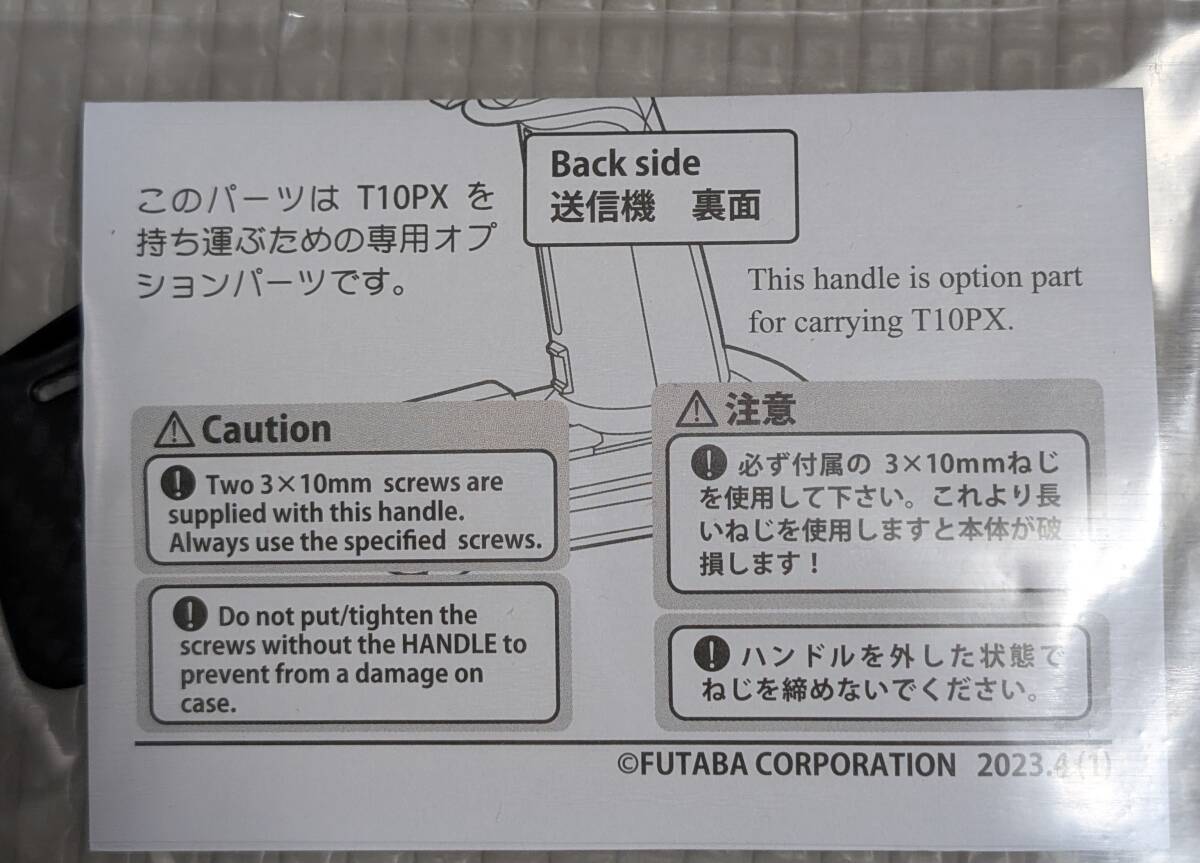 Back side
送信機 裏面
このパーツは T10PX を
持ち運ぶための専用オプ
ションパーツです。
This handle is option part
for carrying T10PX.
Caution
Two 3×10mm screws are
supplied with this handle.
Always use the specified screws.
Do not put/tighten the
screws without the HANDLE to
prevent from a damage on
case.
注意
必ず付属の 3×10mmねじ
を使用して下さい。これより長
いねじを使用しますと本体が破
損します！
ハンドルを外した状態で
ねじを締めないでください。
©FUTABA CORPORATION 2023.4 (1)